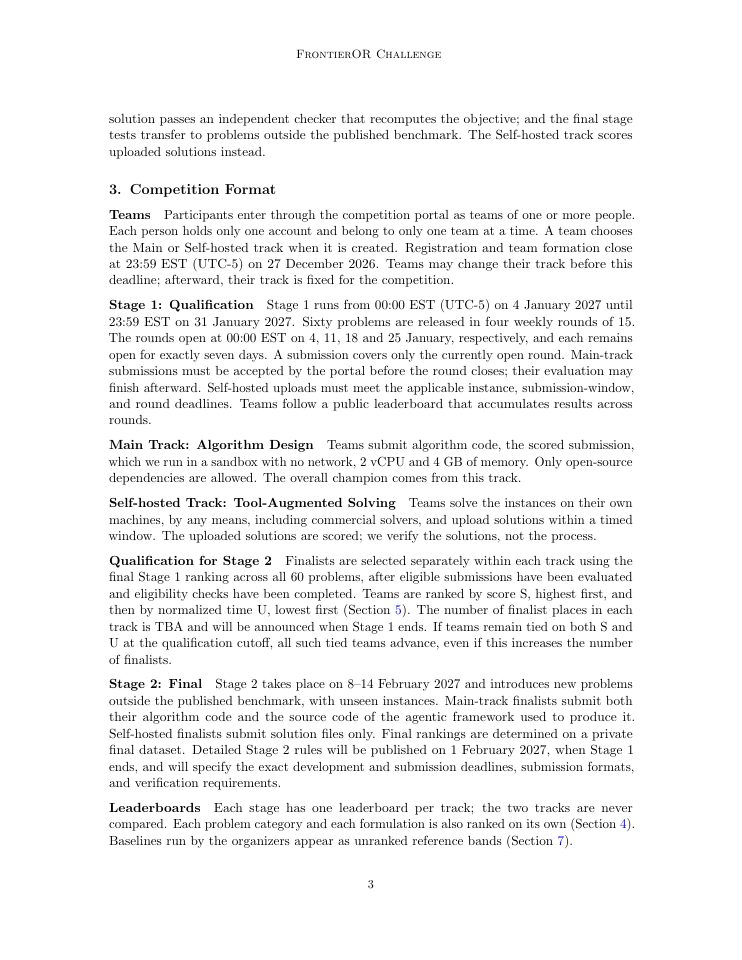 FrontierOR Challenge
solution passes an independent checker that recomputes the objective; and the final stage
tests transfer to problems outside the published benchmark. The Self-hosted track scores
uploaded solutions instead.
3. Competition Format
Teams Participants enter through the competition portal as teams of one or more people.
Each person holds only one account and belong to only one team at a time. A team chooses
the Main or Self-hosted track when it is created. Registration and team formation close
at 23:59 EST (UTC-5) on 27 December 2026. Teams may change their track before this
deadline; afterward, their track is fixed for the competition.
Stage 1: Qualification Stage 1 runs from 00:00 EST (UTC-5) on 4 January 2027 until
23:59 EST on 31 January 2027. Sixty problems are released in four weekly rounds of 15.
The rounds open at 00:00 EST on 4, 11, 18 and 25 January, respectively, and each remains
open for exactly seven days. A submission covers only the currently open round. Main-track
submissions must be accepted by the portal before the round closes; their evaluation may
finish afterward. Self-hosted uploads must meet the applicable instance, submission-window,
and round deadlines. Teams follow a public leaderboard that accumulates results across
rounds.
Main Track: Algorithm Design Teams submit algorithm code, the scored submission,
which we run in a sandbox with no network, 2 vCPU and 4 GB of memory. Only open-source
dependencies are allowed. The overall champion comes from this track.
Self-hosted Track: Tool-Augmented Solving Teams solve the instances on their own
machines, by any means, including commercial solvers, and upload solutions within a timed
window. The uploaded solutions are scored; we verify the solutions, not the process.
Qualification for Stage 2 Finalists are selected separately within each track using the
final Stage 1 ranking across all 60 problems, after eligible submissions have been evaluated
and eligibility checks have been completed. Teams are ranked by score S, highest first, and
then by normalized time U, lowest first (Section 5). The number of finalist places in each
track is TBA and will be announced when Stage 1 ends. If teams remain tied on both S and
U at the qualification cutoff, all such tied teams advance, even if this increases the number
of finalists.
Stage 2: Final Stage 2 takes place on 8–14 February 2027 and introduces new problems
outside the published benchmark, with unseen instances. Main-track finalists submit both
their algorithm code and the source code of the agentic framework used to produce it.
Self-hosted finalists submit solution files only. Final rankings are determined on a private
final dataset. Detailed Stage 2 rules will be published on 1 February 2027, when Stage 1
ends, and will specify the exact development and submission deadlines, submission formats,
and verification requirements.
Leaderboards Each stage has one leaderboard per track; the two tracks are never
compared. Each problem category and each formulation is also ranked on its own (Section 4).
Baselines run by the organizers appear as unranked reference bands (Section 7).
3